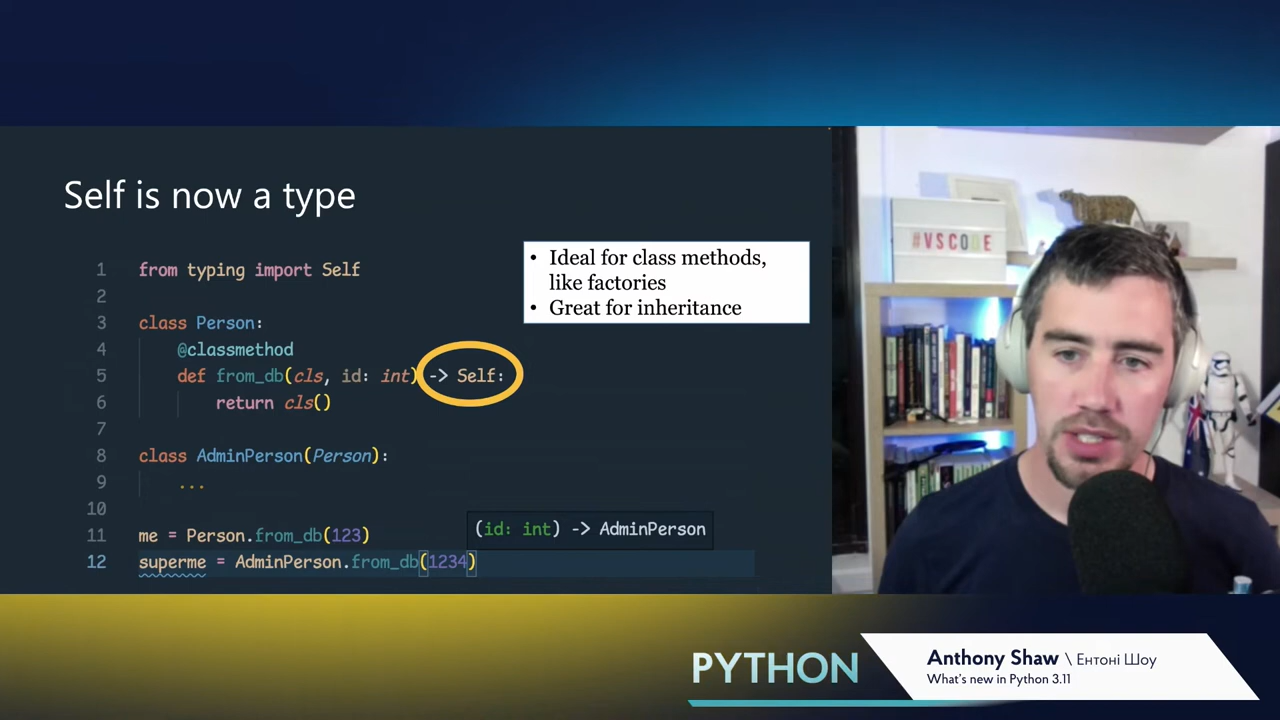 Self is now a type
• Ideal for class methods,
like factories
• Great for inheritance
1 from typing import Self
2
3 class Person:
4 @classmethod
5 def from_db(cls, id: int) -> Self:
6 return cls()
7
8 class AdminPerson(Person):
9 ...
10
11 me = Person.from_db(123)
(id: int) -> AdminPerson
12 superme = AdminPerson.from_db(1234)
#VSCODE
PYTHON
Anthony Shaw \ Ентоні Шоу
What's new in Python 3.11